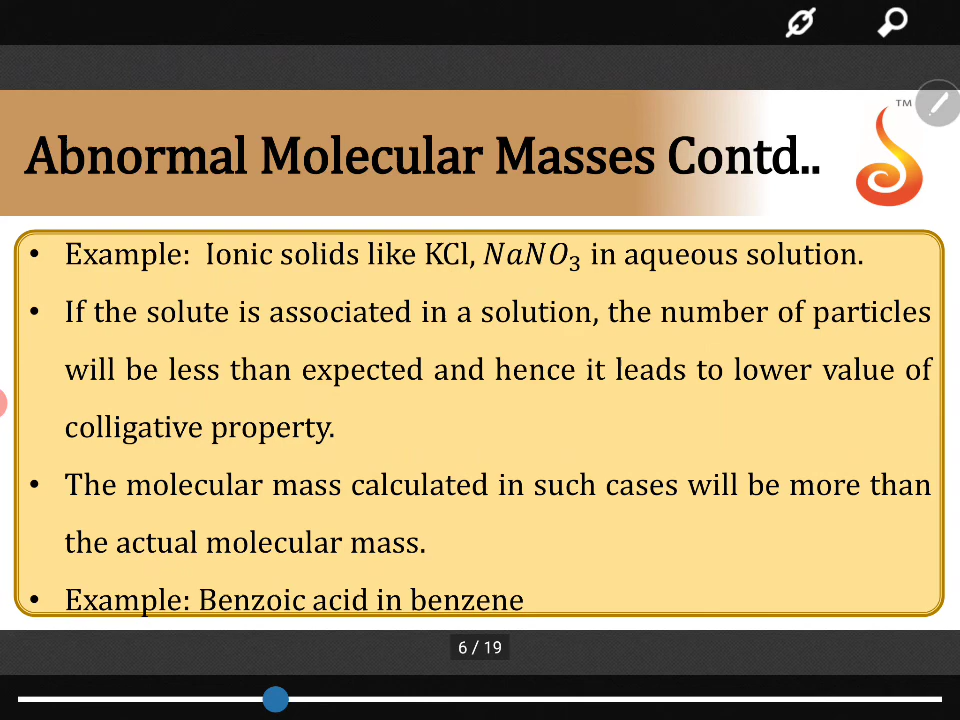 TM
Abnormal Molecular Masses Contd..
• Example: Ionic solids like KCl, NaNO₃ in aqueous solution.
• If the solute is associated in a solution, the number of particles
will be less than expected and hence it leads to lower value of
colligative property.
• The molecular mass calculated in such cases will be more than
the actual molecular mass.
• Example: Benzoic acid in benzene
6 / 19